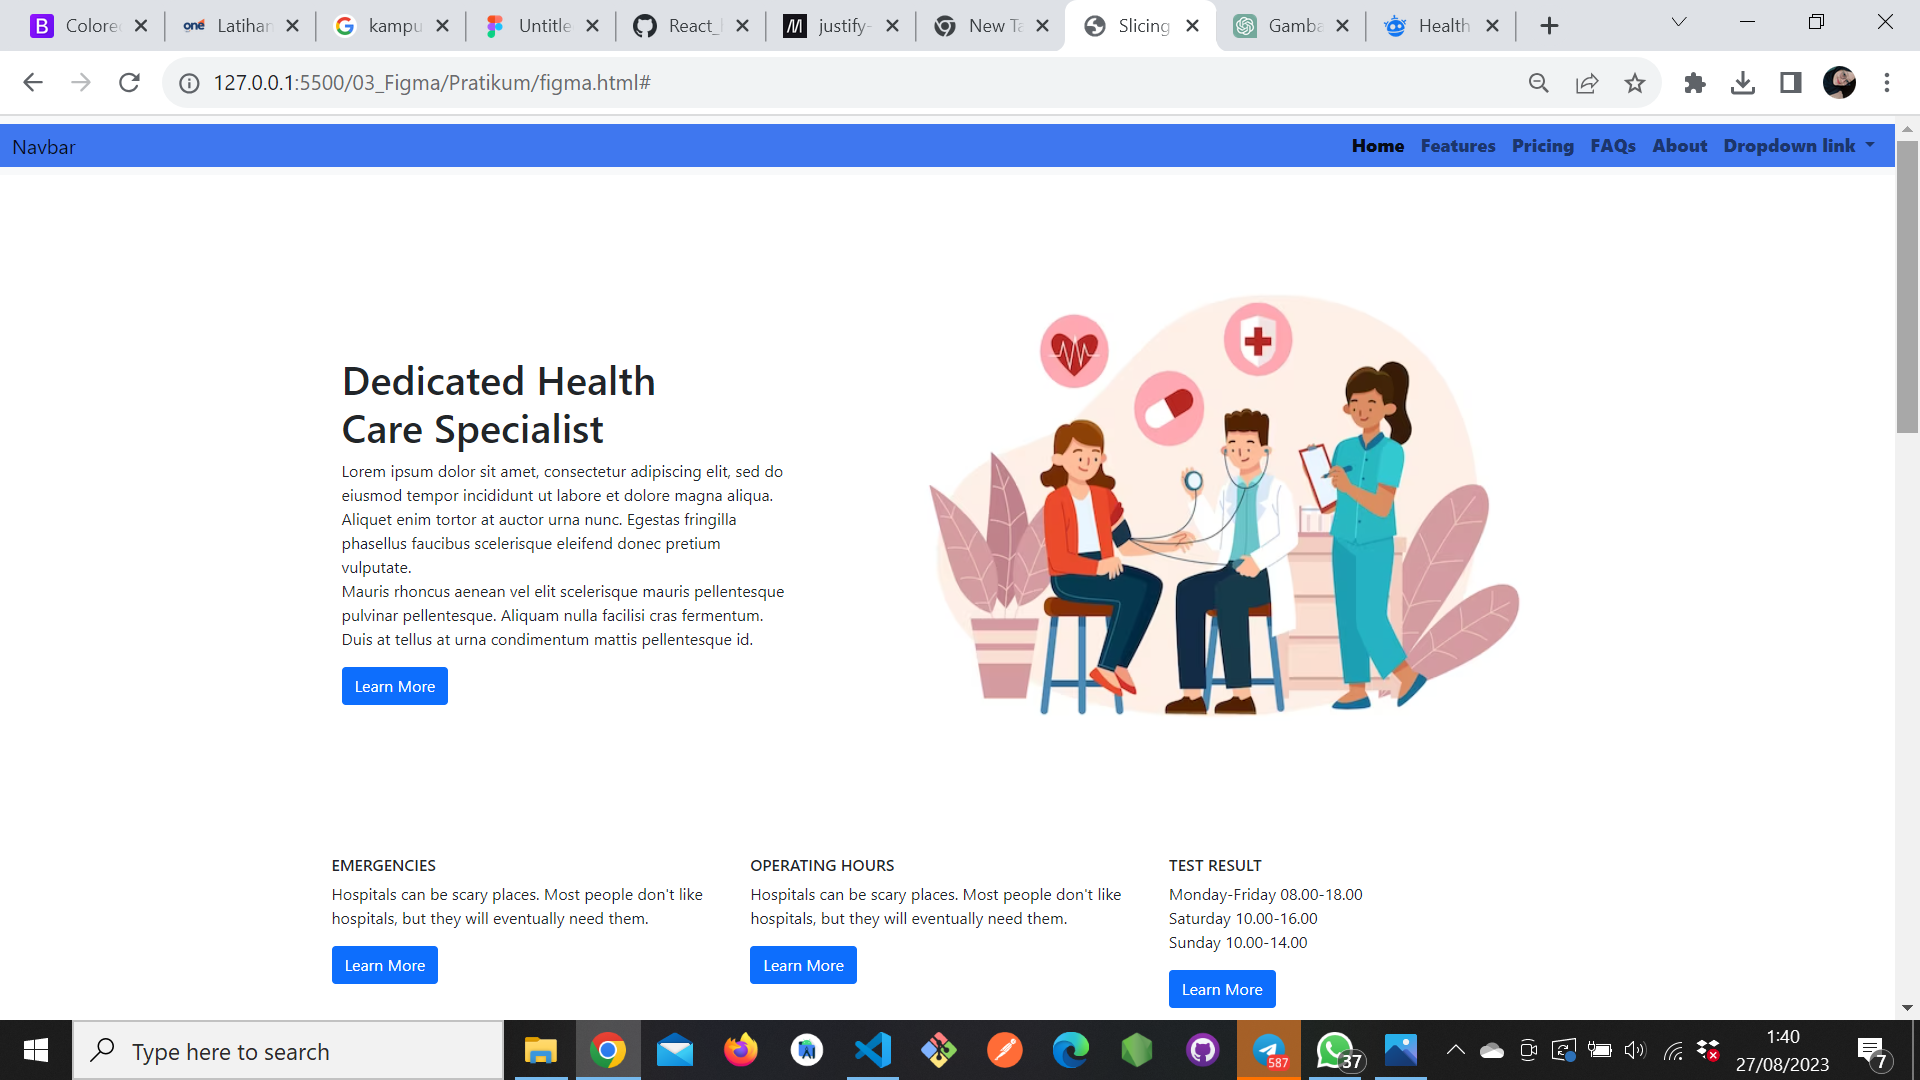 Colore
Latihan
kampu
Untitle
React_
justify-
New Ta
Slicing
Gamba
Health
127.0.0.1:5500/03_Figma/Pratikum/figma.html#
Navbar
Home Features Pricing FAQs About Dropdown link
Dedicated Health
Care Specialist
Lorem ipsum dolor sit amet, consectetur adipiscing elit, sed do
eiusmod tempor incididunt ut labore et dolore magna aliqua.
Aliquet enim tortor at auctor urna nunc. Egestas fringilla
phasellus faucibus scelerisque eleifend donec pretium
vulputate.
Mauris rhoncus aenean vel elit scelerisque mauris pellentesque
pulvinar pellentesque. Aliquam nulla facilisi cras fermentum.
Duis at tellus at urna condimentum mattis pellentesque id.
Learn More
EMERGENCIES
Hospitals can be scary places. Most people don't like
hospitals, but they will eventually need them.
Learn More
OPERATING HOURS
Hospitals can be scary places. Most people don't like
hospitals, but they will eventually need them.
Learn More
TEST RESULT
Monday-Friday 08.00-18.00
Saturday 10.00-16.00
Sunday 10.00-14.00
Learn More
Type here to search
587
37
1:40
27/08/2023
7